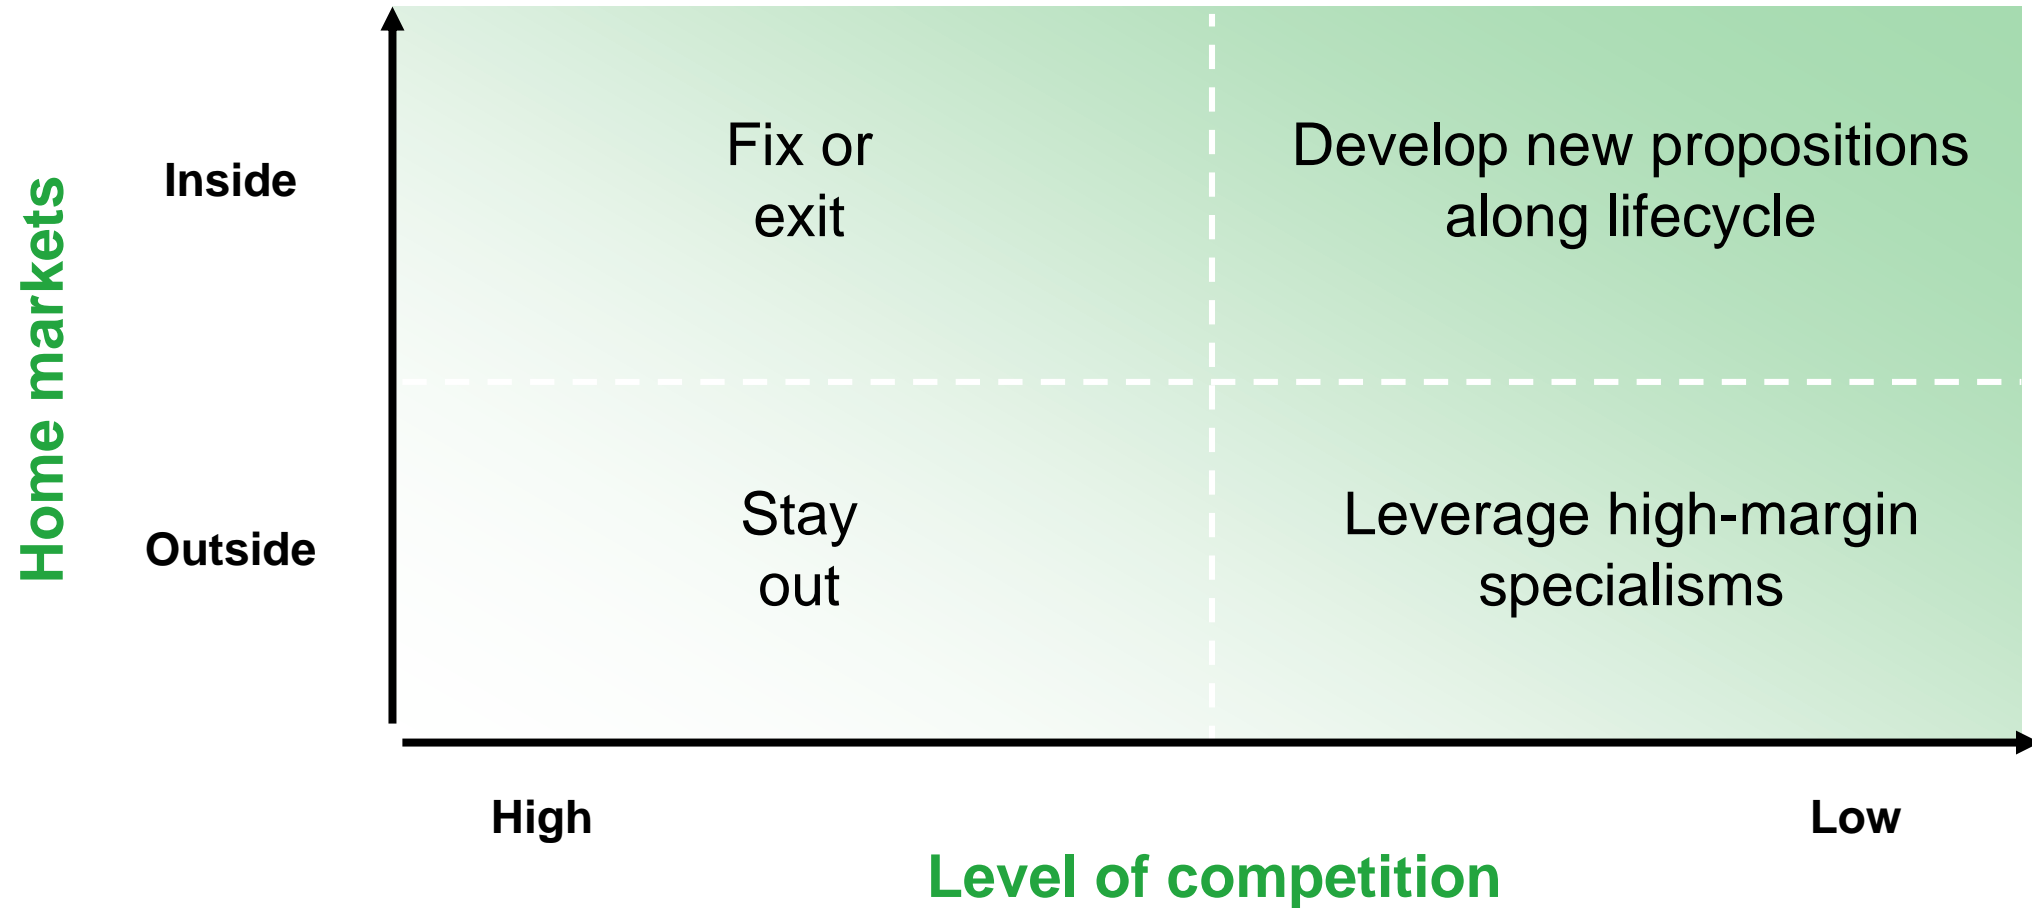 Home markets
Inside
Fix or
exit
Develop new propositions
along lifecycle
Outside
Stay
out
Leverage high-margin
specialisms
High
Low
Level of competition